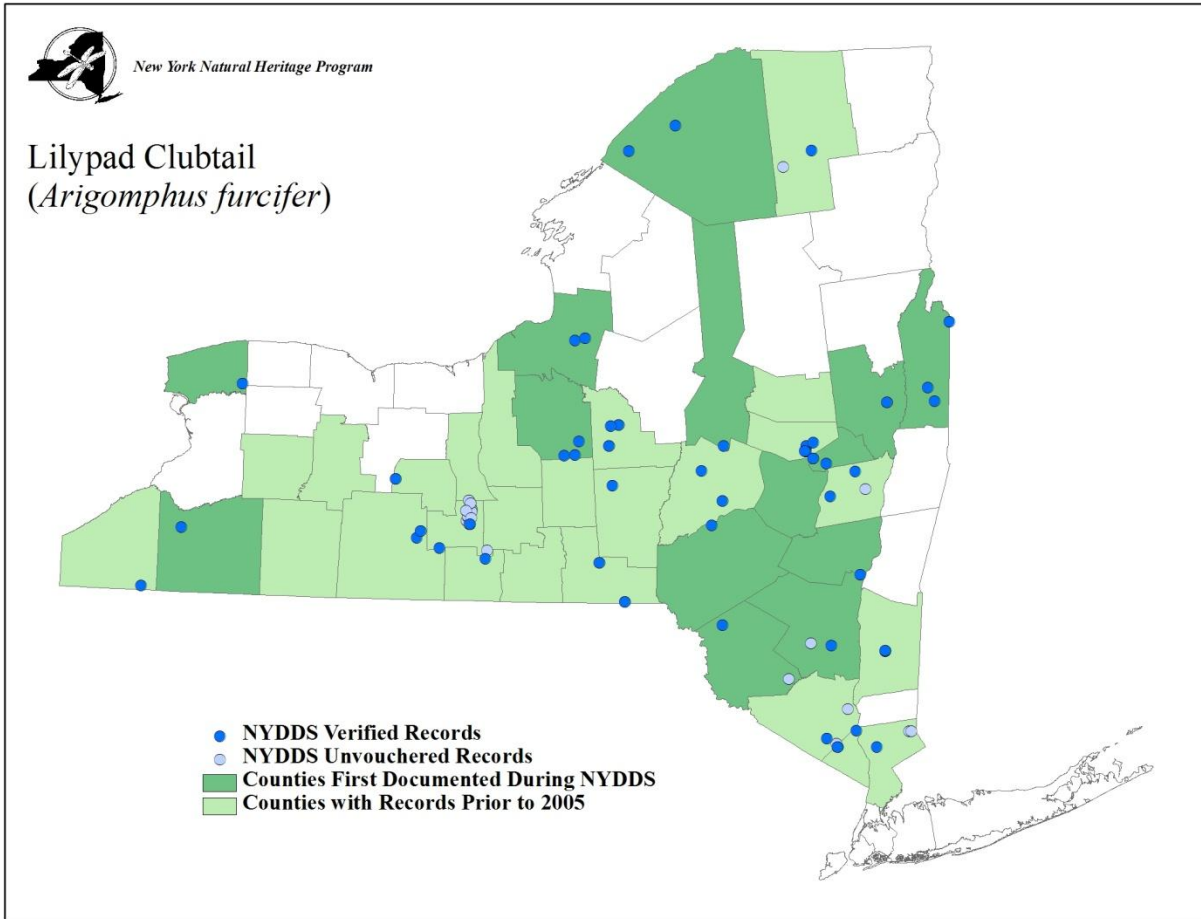 New York Natural Heritage Program
Lilypad Clubtail
(Arigomphus furcifer)
NYDDS Verified Records
NYDDS Unvouchered Records
Counties First Documented During NYDDS
Counties with Records Prior to 2005